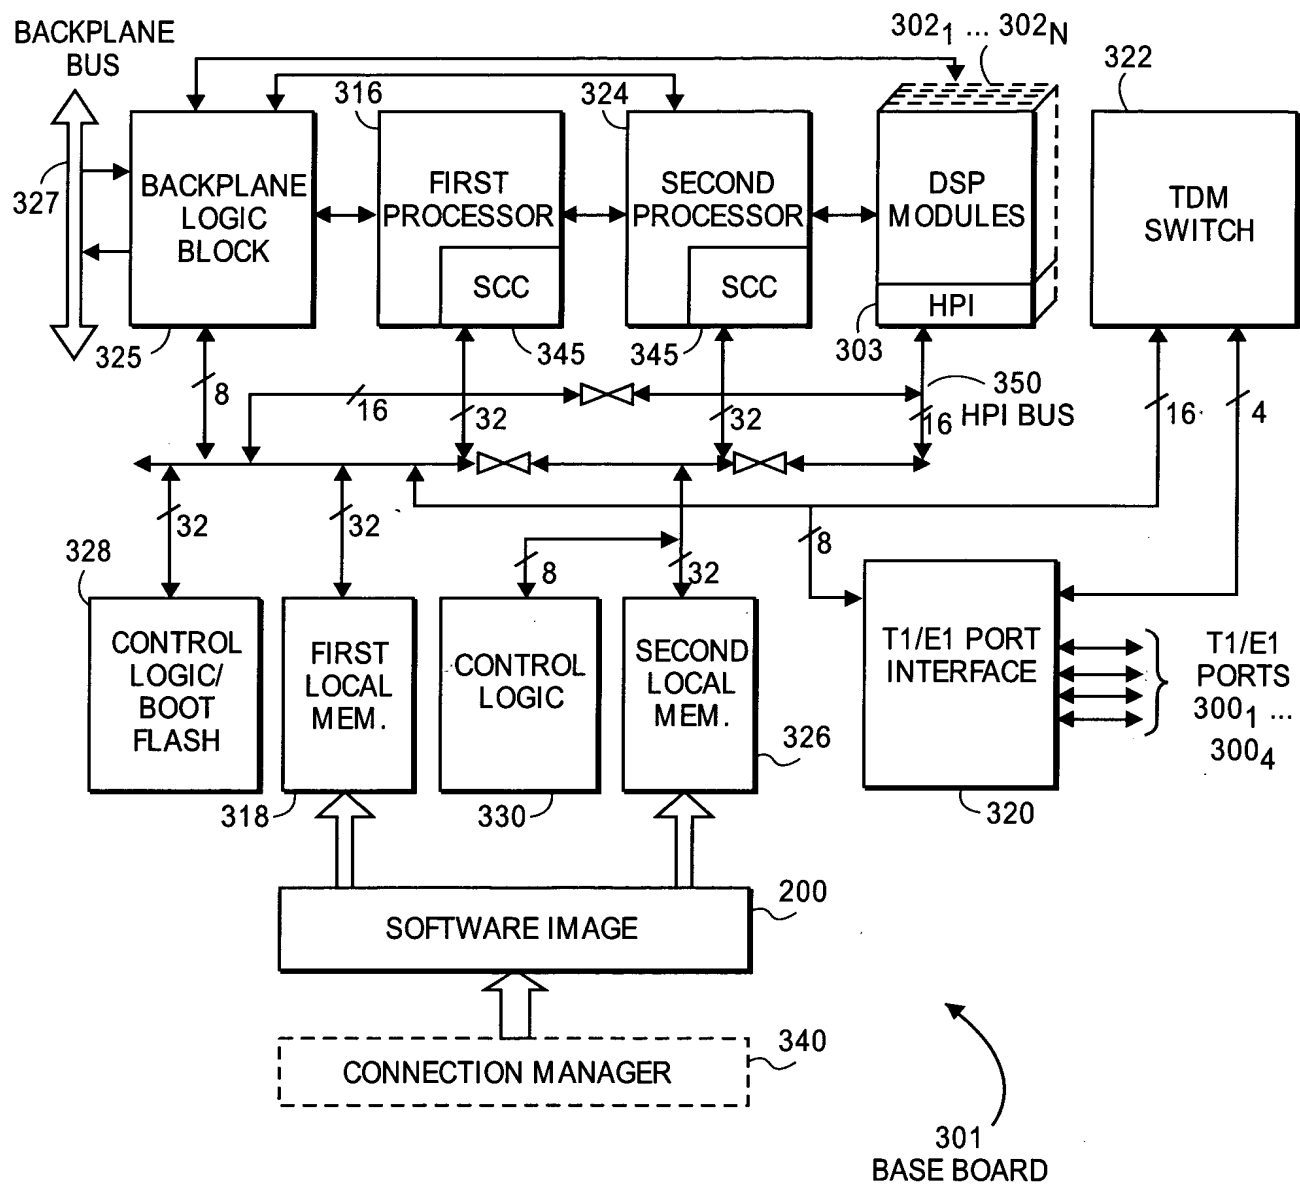 BACKPLANE
BUS
327
302₁ ... 302N
316
324
322
BACKPLANE
LOGIC
BLOCK
FIRST
PROCESSOR
SCC
SECOND
PROCESSOR
SCC
DSP
MODULES
HPI
TDM
SWITCH
325
345
345
303
8
16
32
32
350
HPI BUS
16
16
4
32
32
8
32
8
328
CONTROL
LOGIC/
BOOT
FLASH
FIRST
LOCAL
MEM.
CONTROL
LOGIC
SECOND
LOCAL
MEM.
T1/E1 PORT
INTERFACE
T1/E1
PORTS
300₁ ...
300₄
318
330
326
320
SOFTWARE IMAGE
200
CONNECTION MANAGER
340
301
BASE BOARD